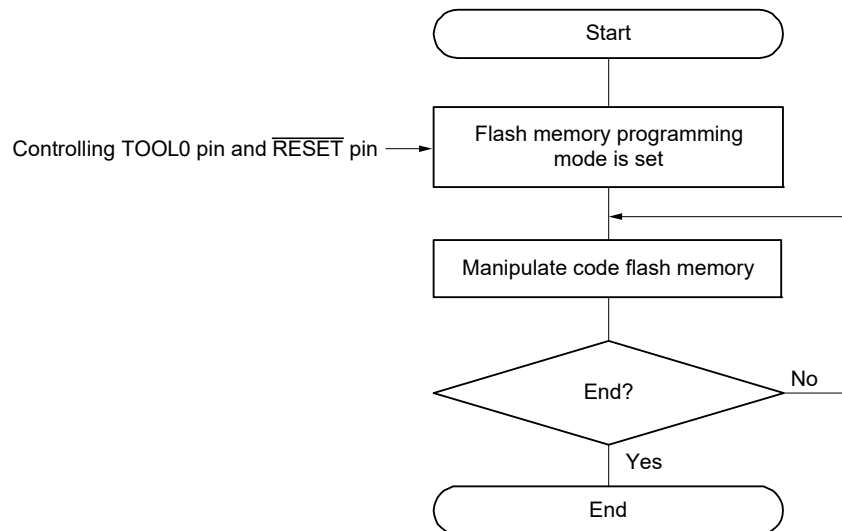 Start
Controlling TOOL0 pin and RESET pin
Flash memory programming
mode is set
Manipulate code flash memory
End?
No
Yes
End